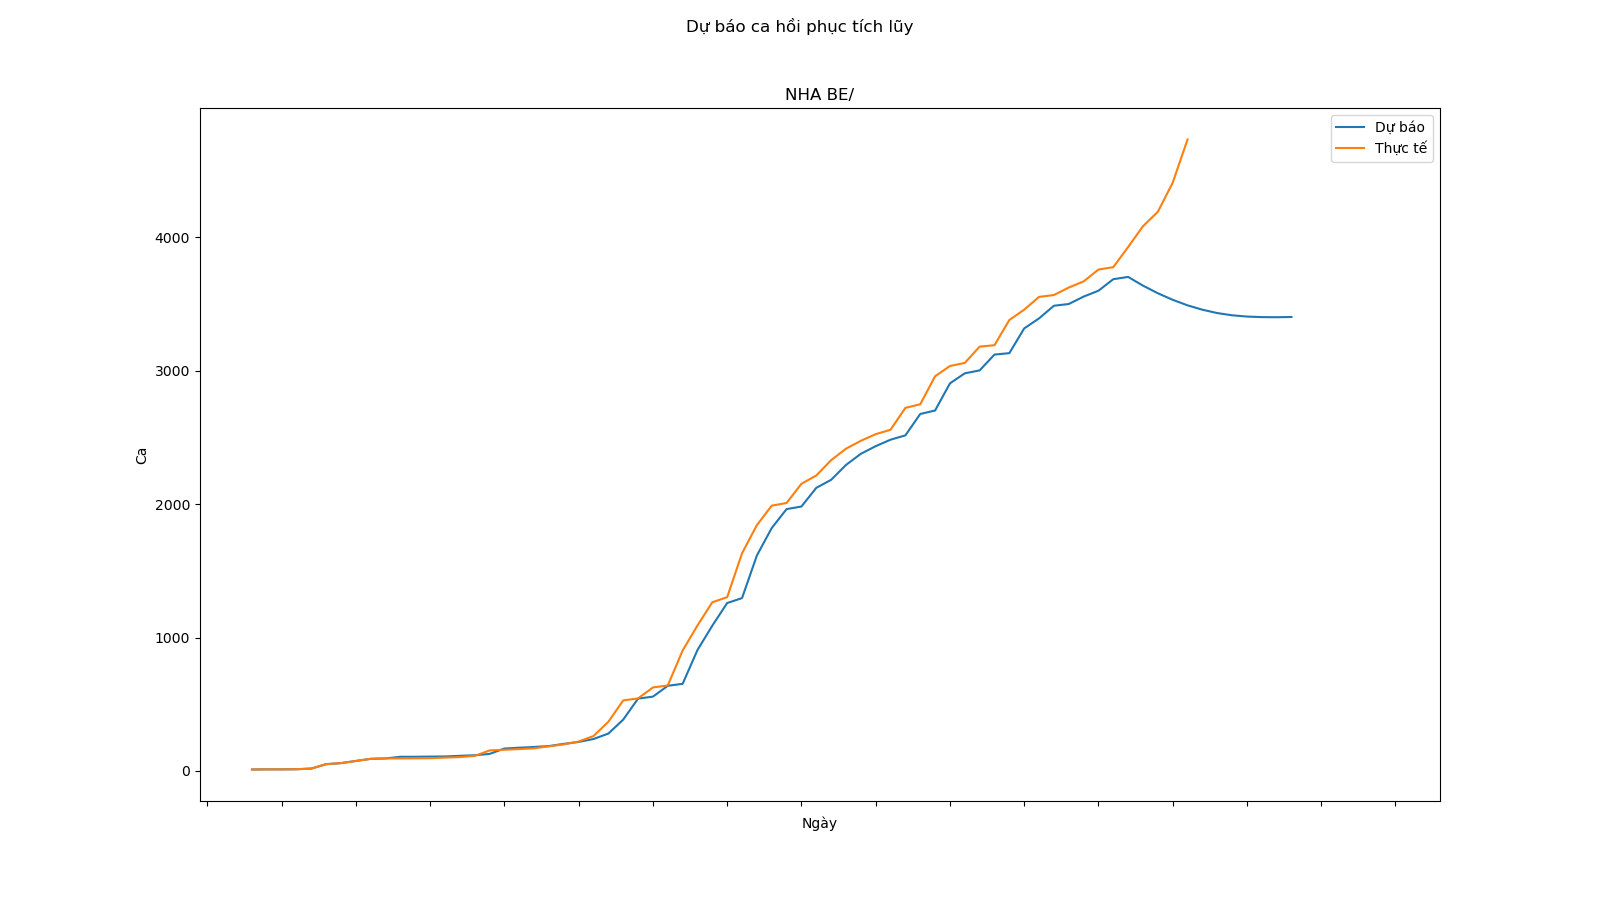 Dự báo ca hồi phục tích lũy
NHA BE/
Dự báo
Thực tế
4000
3000
2000
1000
0
Ca
Ngày